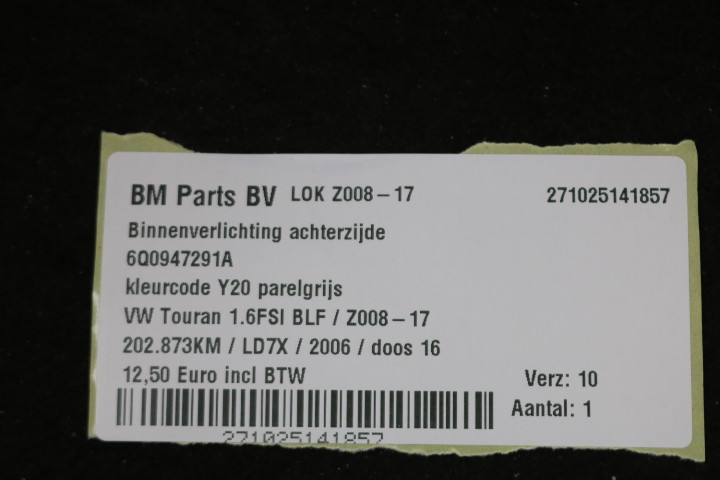 BM Parts BV LOK Z008-17 271025141857
Binnenverlichting achterzijde
6Q0947291A
kleurcode Y20 parelgrijs
VW Touran 1.6FSI BLF / Z008-17
202.873KM / LD7X / 2006 / doos 16
12,50 Euro incl BTW Verz: 10
Aantal: 1
271025141857